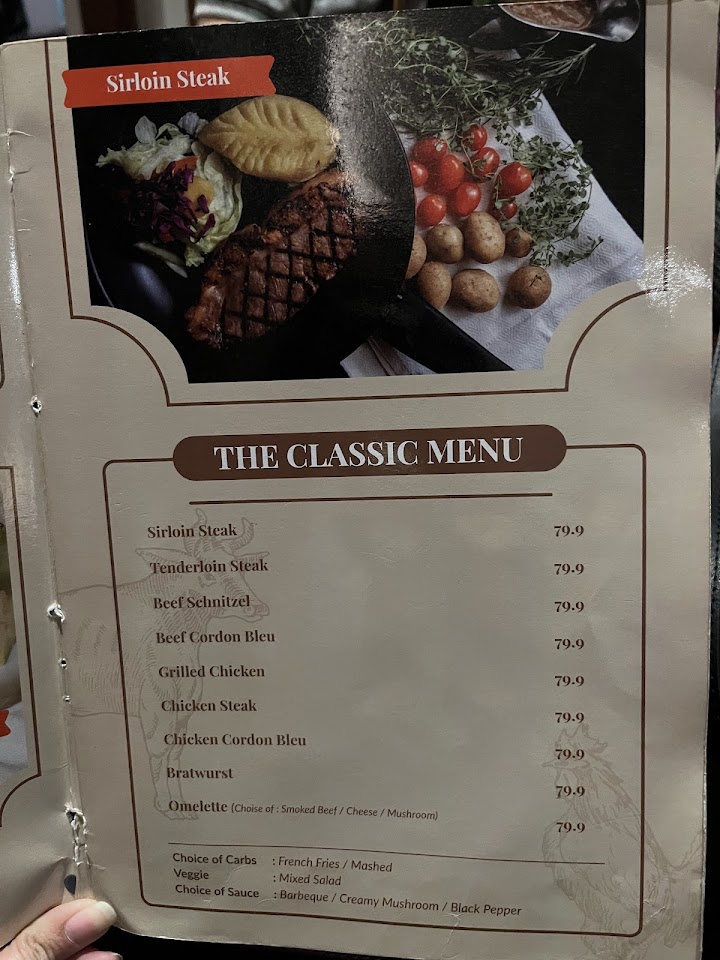 Sirloin Steak
THE CLASSIC MENU
Sirloin Steak 79.9
Tenderloin Steak 79.9
Beef Schnitzel 79.9
Beef Cordon Bleu 79.9
Grilled Chicken 79.9
Chicken Steak 79.9
Chicken Cordon Bleu 79.9
Bratwurst 79.9
Omelette (Choise of : Smoked Beef / Cheese / Mushroom) 79.9
Choice of Carbs : French Fries / Mashed
Veggie : Mixed Salad
Choice of Sauce : Barbeque / Creamy Mushroom / Black Pepper